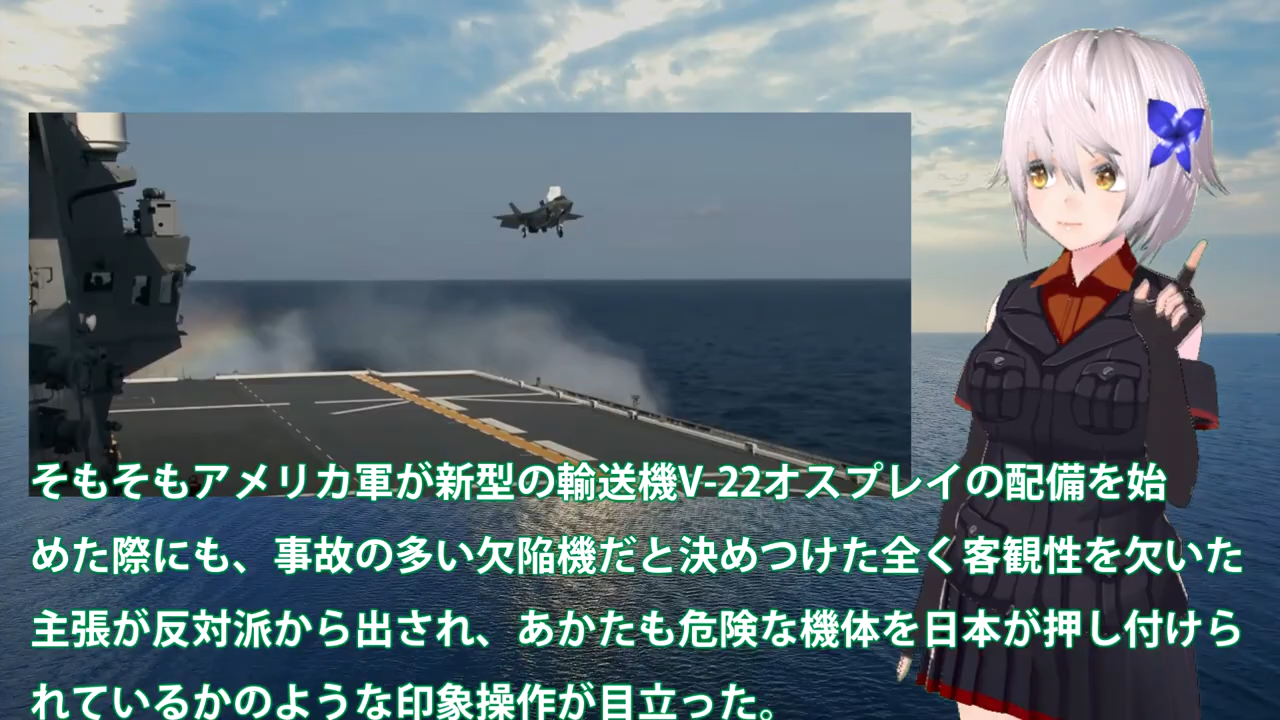 そもそもアメリカ軍が新型の輸送機V-22オスプレイの配備を始
めた際にも、事故の多い欠陥機だと決めつけた全く客観性を欠いた
主張が反対派から出され、あかたも危険な機体を日本が押し付けら
れているかのような印象操作が目立った。